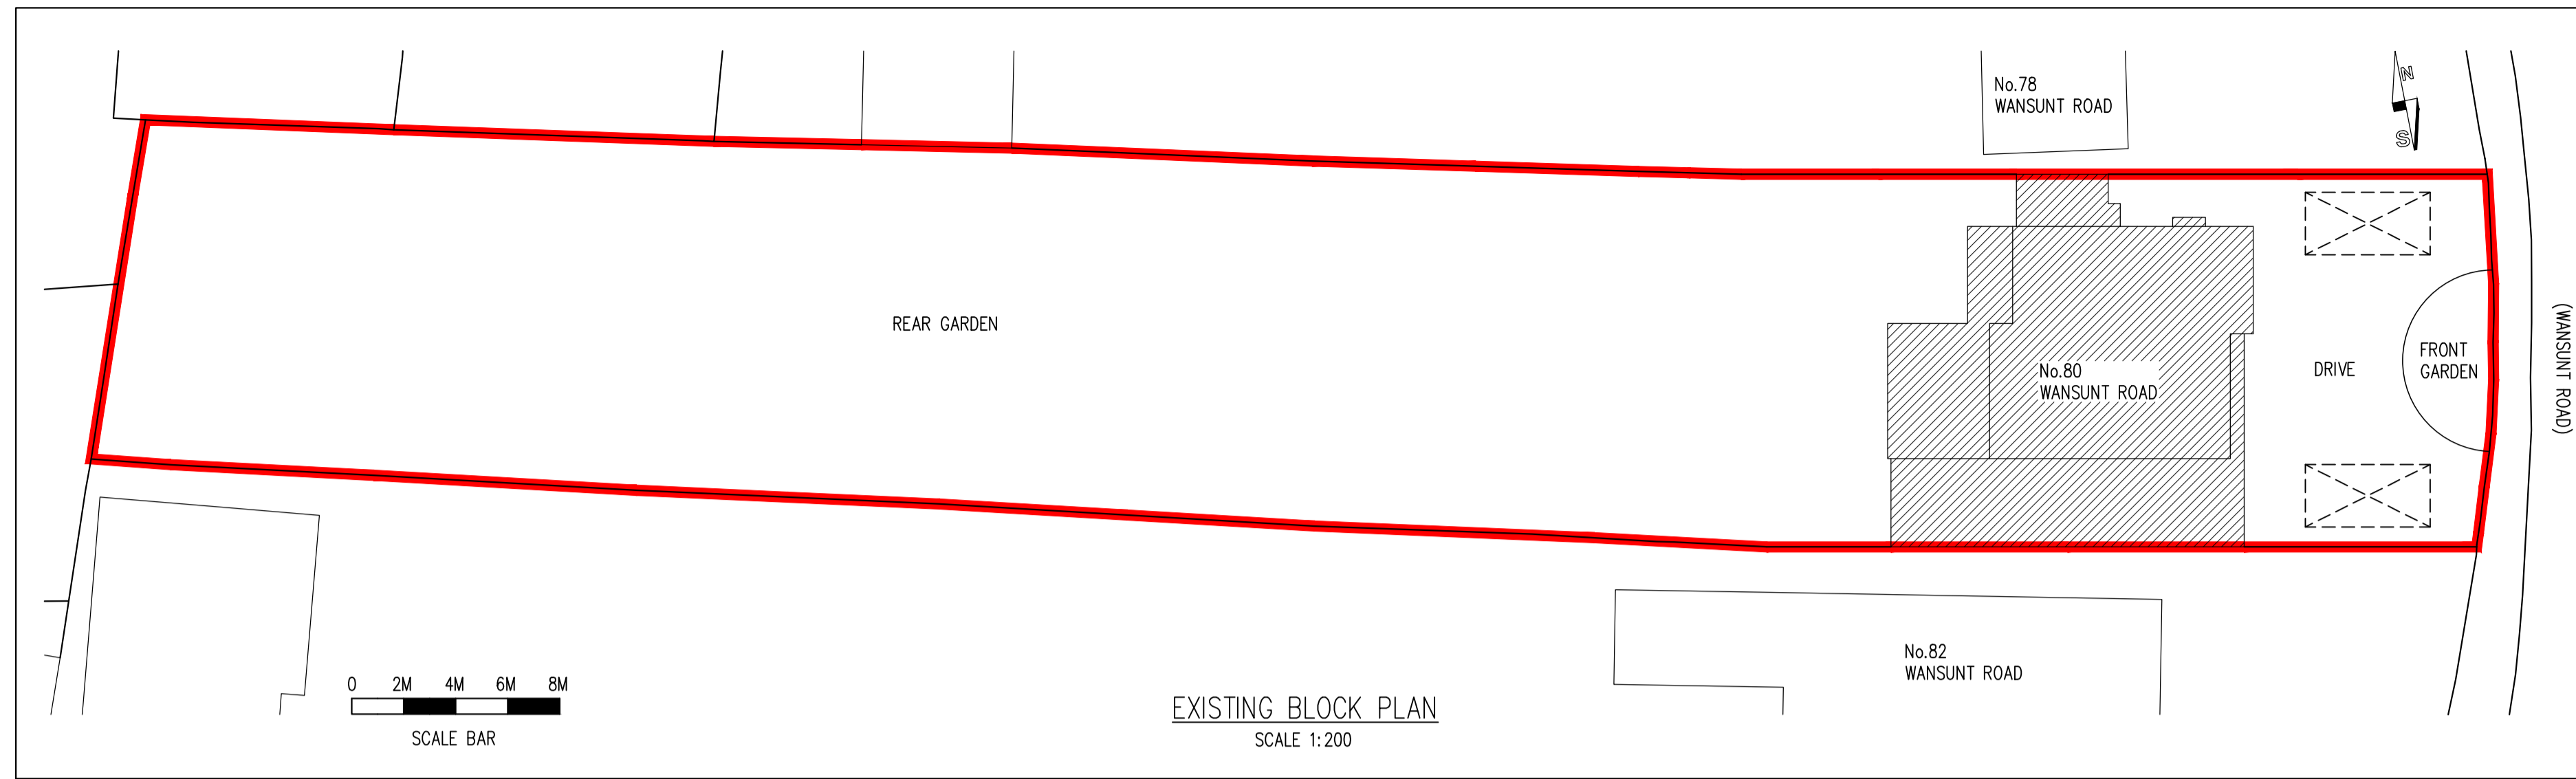 No.78
WANSUNT ROAD
N
S
REAR GARDEN
No.80
WANSUNT ROAD
DRIVE
FRONT
GARDEN
(WANSUNT ROAD)
No.82
WANSUNT ROAD
0 2M 4M 6M 8M
SCALE BAR
EXISTING BLOCK PLAN
SCALE 1:200